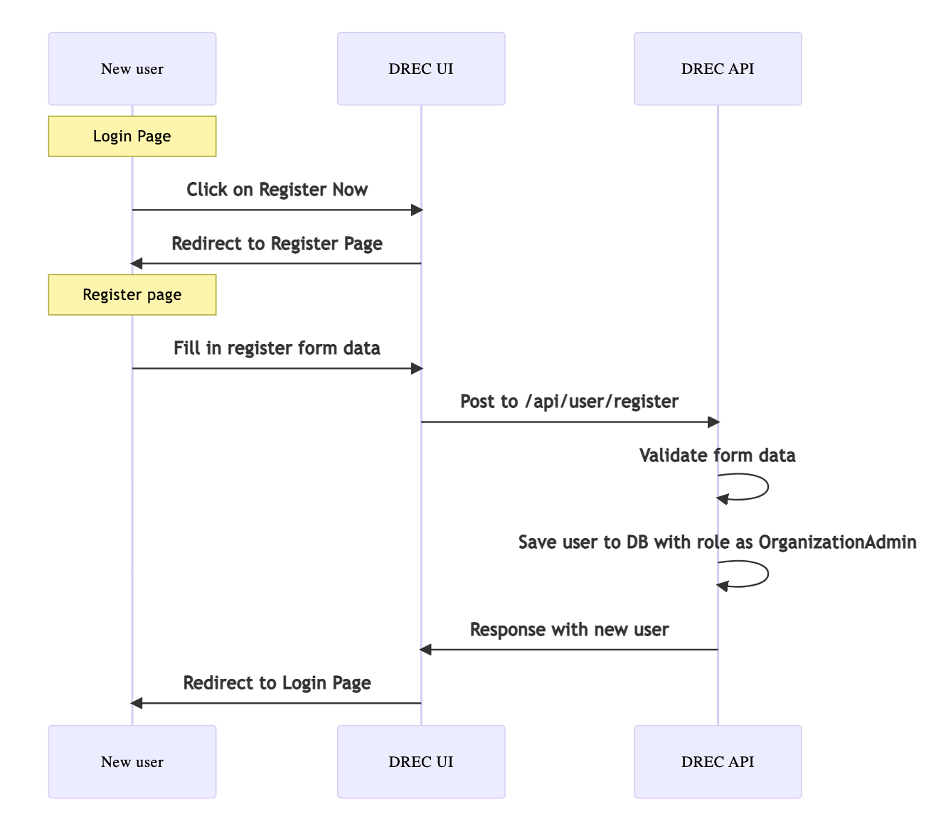 New user
DREC UI
DREC API
Login Page
Click on Register Now
Redirect to Register Page
Register page
Fill in register form data
Post to /api/user/register
Validate form data
Save user to DB with role as OrganizationAdmin
Response with new user
Redirect to Login Page
New user
DREC UI
DREC API